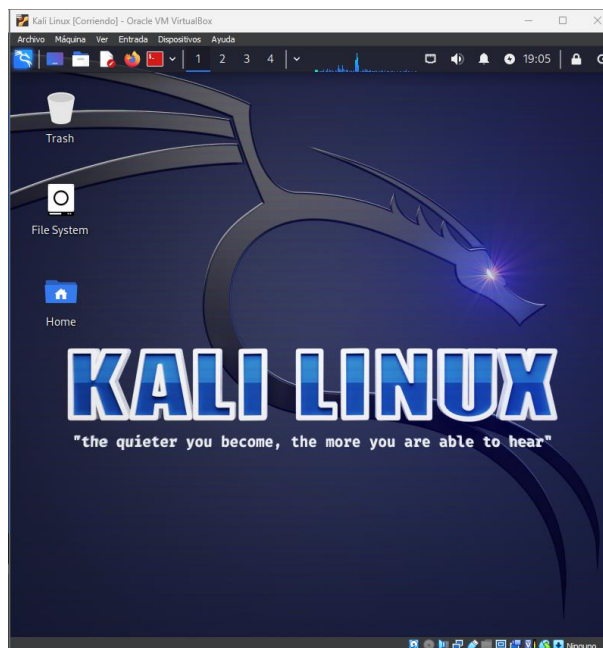 Kali Linux [Corriendo] - Oracle VM VirtualBox
Archivo Máquina Ver Entrada Dispositivos Ayuda
1 2 3 4 19:05
Trash
File System
Home
KALI LINUX
"the quieter you become, the more you are able to hear"
Ninguno